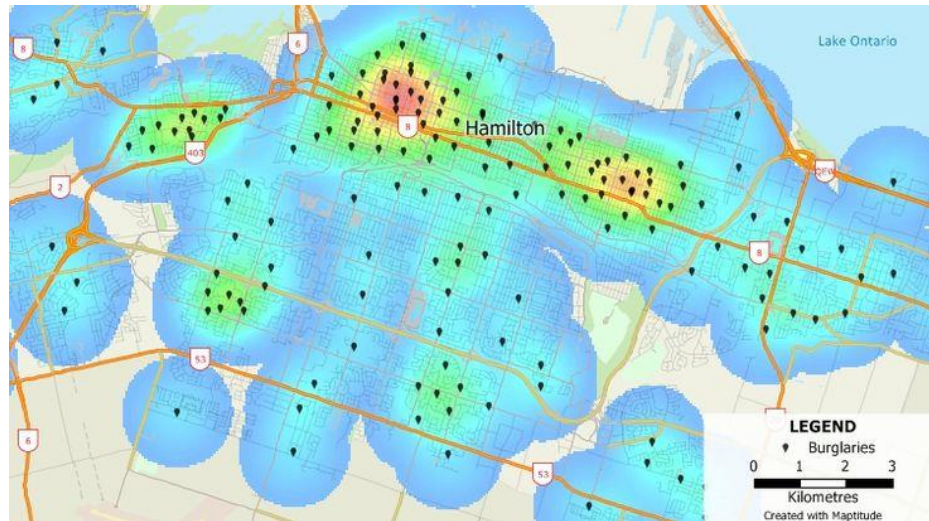 6
8
Lake Ontario
Hamilton
8
403
2
QEW
8
53
6
53
LEGEND
Burglaries
0 1 2 3
Kilometres
Created with Maptitude